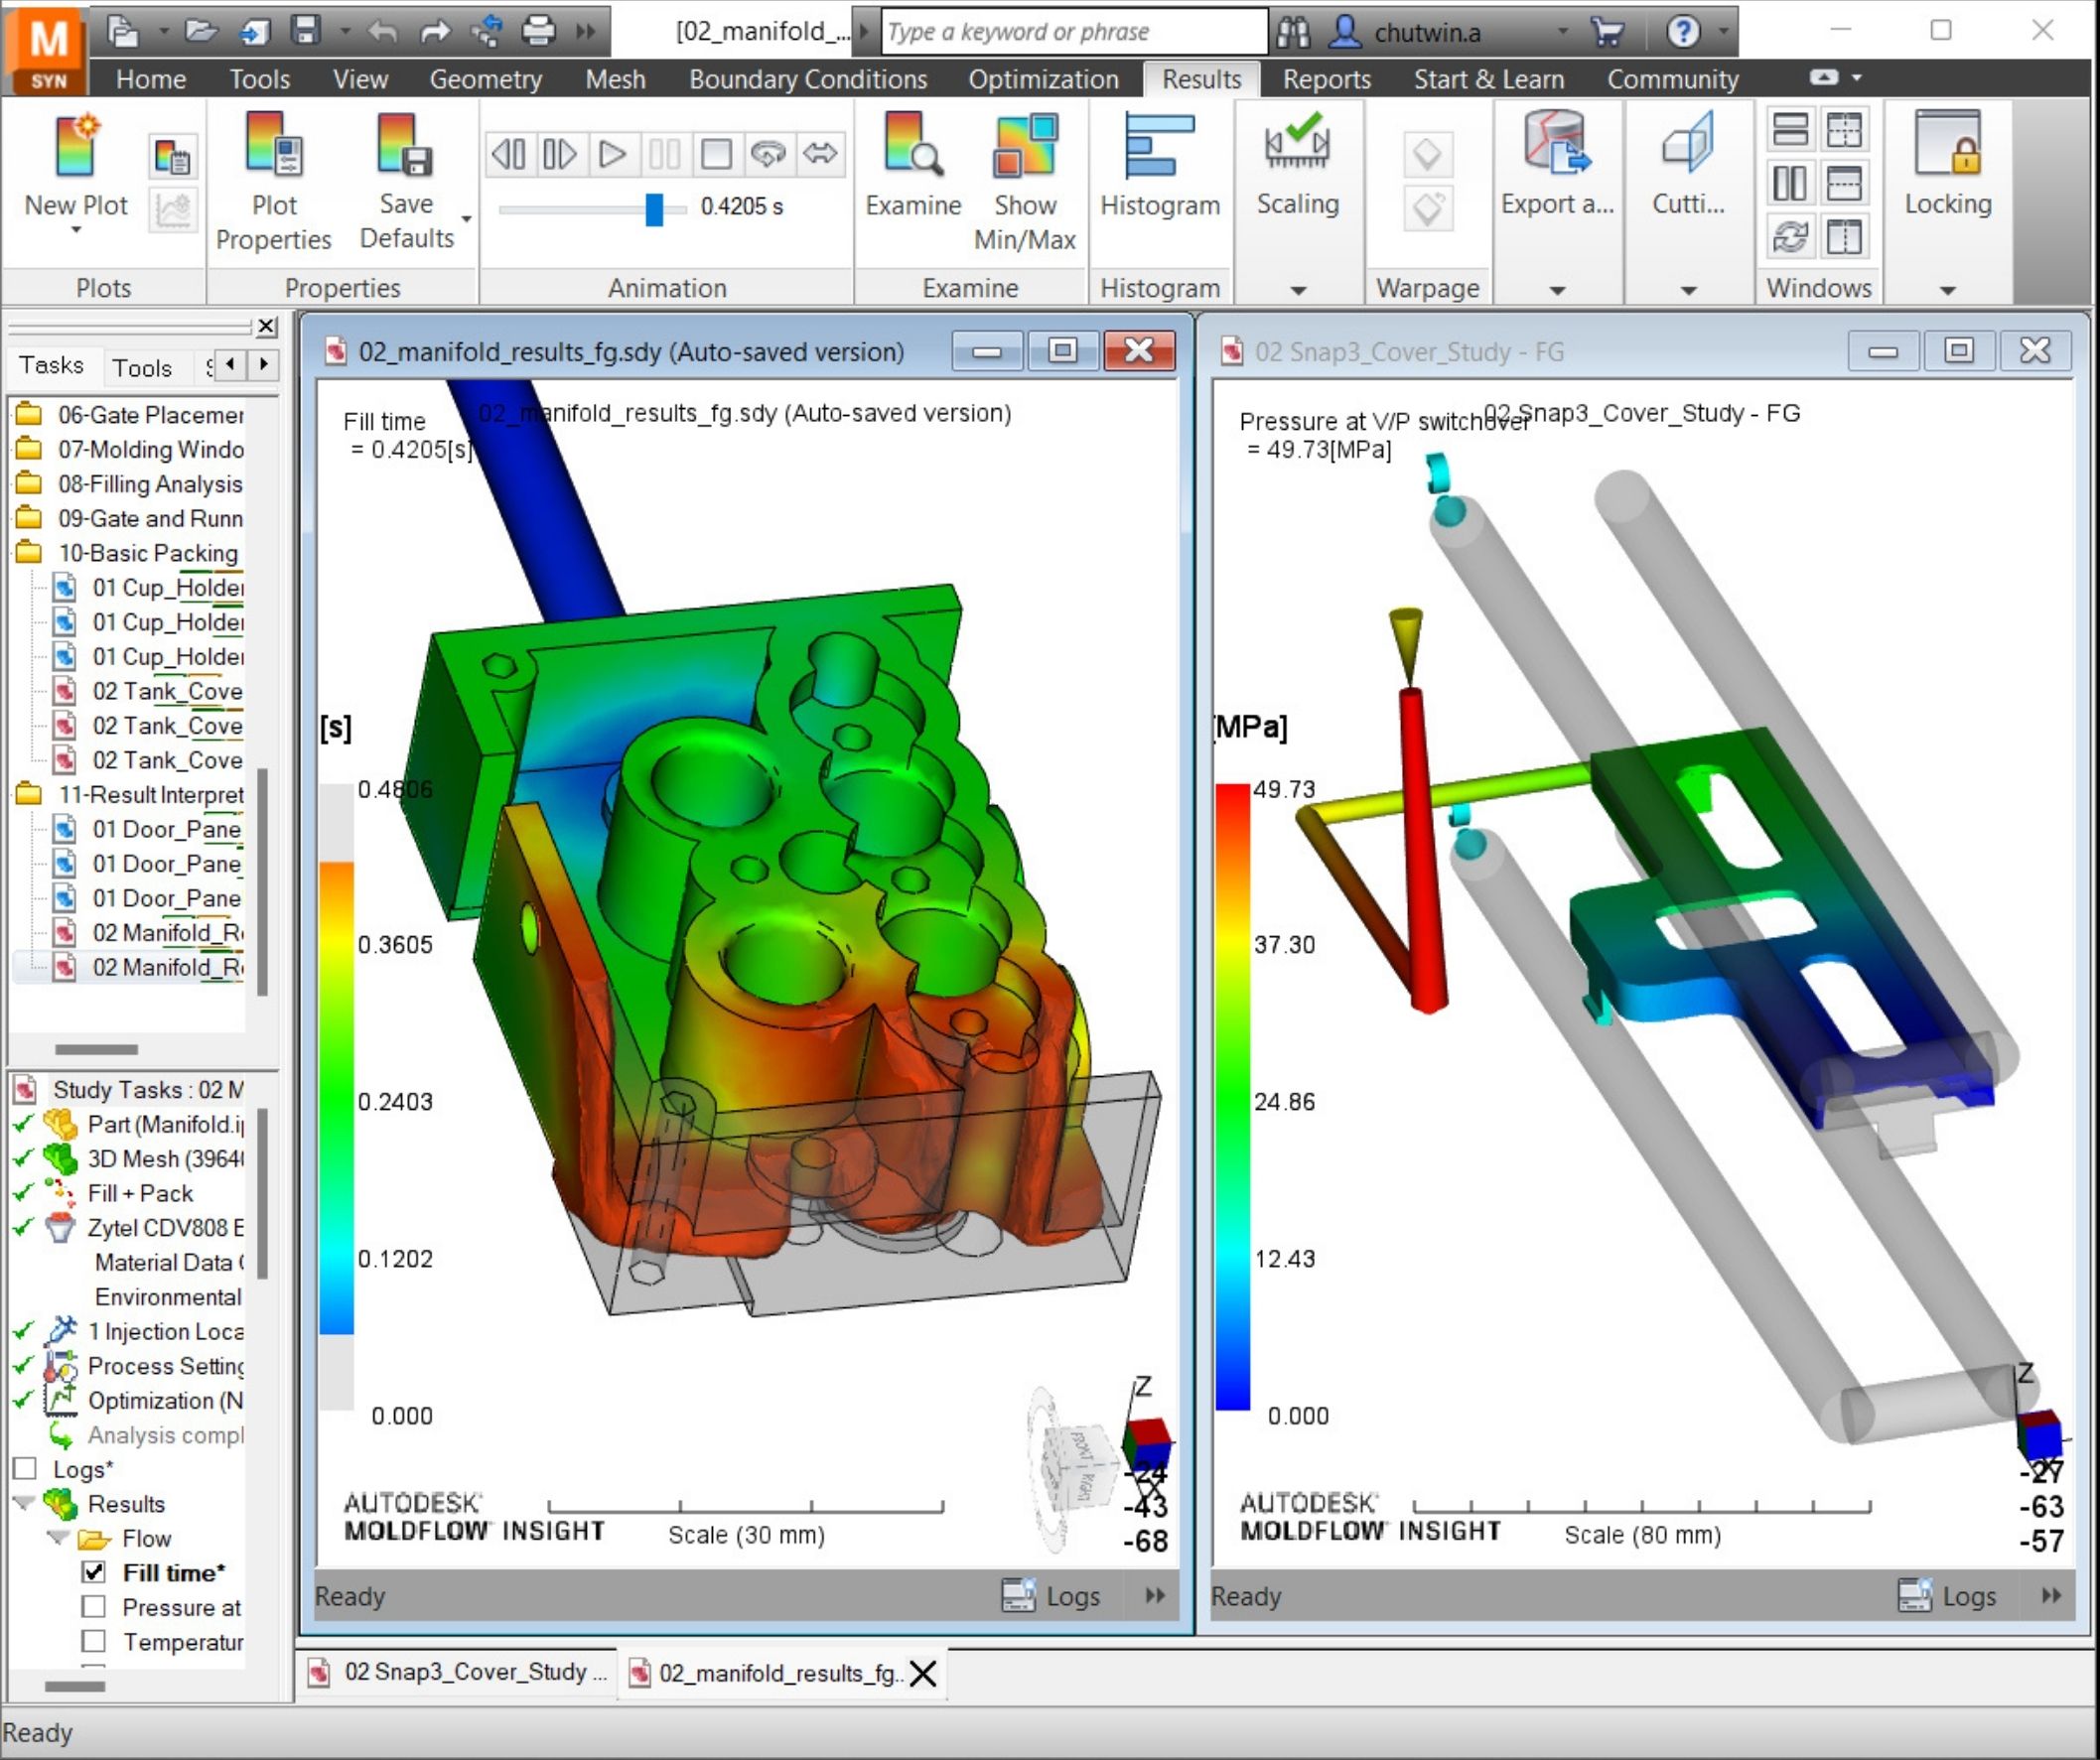 M
SYN
[02_manifold_...
Type a keyword or phrase
chutwin.a
Home Tools View Geometry Mesh Boundary Conditions Optimization Results Reports Start & Learn Community
New Plot
Plot Properties
Save Defaults
0.4205 s
Examine
Show Min/Max
Histogram
Scaling
Export a...
Cutti...
Locking
Plots Properties Animation Examine Histogram Warpage Windows
Tasks Tools
06-Gate Placemer
07-Molding Windo
08-Filling Analysis
09-Gate and Runn
10-Basic Packing
01 Cup_Holder
01 Cup_Holder
01 Cup_Holder
02 Tank_Cove
02 Tank_Cove
02 Tank_Cove
11-Result Interpret
01 Door_Pane
01 Door_Pane
01 Door_Pane
02 Manifold_Re
02 Manifold_Re
Study Tasks : 02 M
Part (Manifold.i
3D Mesh (3964
Fill + Pack
Zytel CDV808 E
Material Data
Environmental
1 Injection Loca
Process Setting
Optimization (N
Analysis compl
Logs*
Results
Flow
Fill time*
Pressure at
Temperatur
02_manifold_results_fg.sdy (Auto-saved version)
02_manifold_results_fg.sdy (Auto-saved version)
Fill time
= 0.4205[s]
[s]
0.4806
0.3605
0.2403
0.1202
0.000
FRONT
RIGHT
Z
X
-24
-43
-68
AUTODESK
MOLDFLOW INSIGHT
Scale (30 mm)
Ready
Logs
02 Snap3_Cover_Study - FG
02 Snap3_Cover_Study - FG
Pressure at V/P switchover
= 49.73[MPa]
[MPa]
49.73
37.30
24.86
12.43
0.000
Z
-27
-63
-57
AUTODESK
MOLDFLOW INSIGHT
Scale (80 mm)
Ready
Logs
02 Snap3_Cover_Study ...
02_manifold_results_fg..
Ready